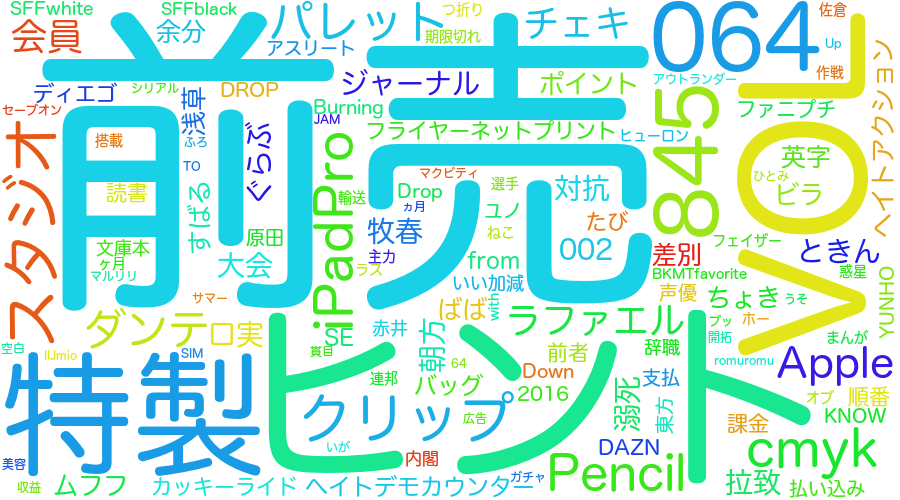 SFFwhite
SFFblack
つ折り
佐倉
会員
余分
パレット
チェキ
064
Up
期限切れ
アスリート
作戦
VOL
前売
アウトランダー
シリアル
DROP
ジャーナル
ポイント
ディエゴ
セーブオン
浅草
Burning
845
ファニプチ
ヘイトアクション
JAM
搭載
ふろ
ぐらぶ
フライヤーネットプリント
ヒューロン
スタジオ
TO
iPadPro
マクビティ
英字
ひとみ
読書
すばる
輸送
Drop
選手
対抗
ビラ
カ月
ユノ
たび
原田
牧春
ねこ
002
フェイザー
ときん
文庫本
ヶ月
大会
主力
from
差別
マルリリ
ラス
いい加減
BKMTfavorite
惑星
サマー
with
声優
ちょき
うそ
YUNHO
ダンテ
口実
ばば
ラファエル
ブッ
ホー
SE
赤井
朝方
開拓
まんが
空白
IIJmio
SIM
貰目
ヒント
前者
辞職
romuromu
Apple
特製
連邦
64
Down
バッグ
2016
溺死
支払
オブ
順番
クリップ
広告
東方
課金
KNOW
いが
DAZN
cmyk
美容
内閣
Pencil
収益
ムフフ
カッキーライド
ヘイトデモカウンター
ガチャ
拉致
払い込み